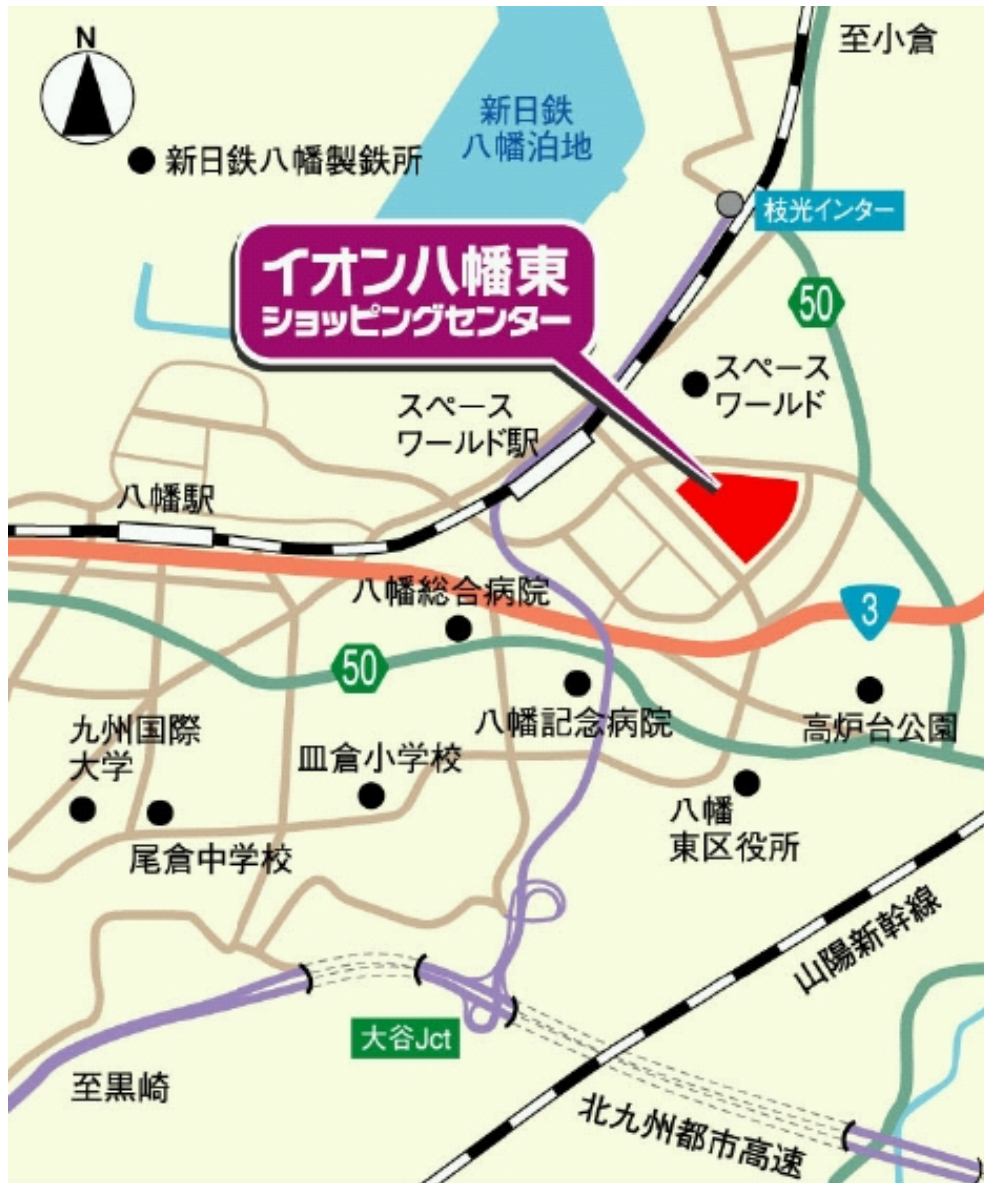 N
至小倉
新日鉄
八幡泊地
新日鉄八幡製鉄所
枝光インター
イオン八幡東
ショッピングセンター
50
スペース
ワールド
スペース
ワールド駅
八幡駅
八幡総合病院
3
50
八幡記念病院
高炉台公園
九州国際
大学
皿倉小学校
八幡
東区役所
尾倉中学校
山陽新幹線
大谷Jct
至黒崎
北九州都市高速